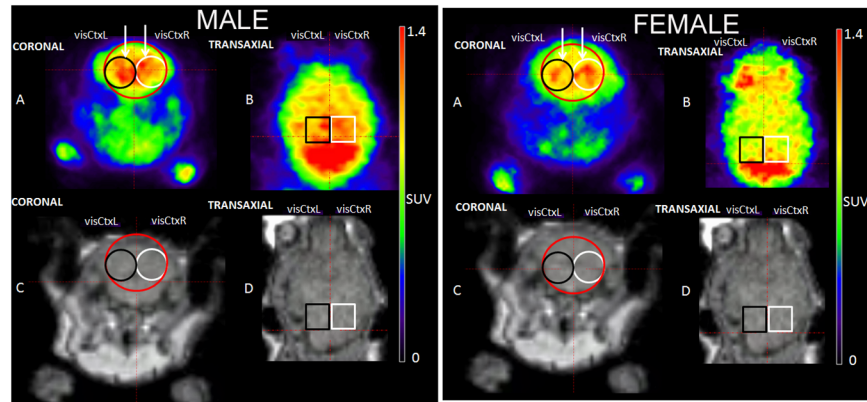 MALE
visCtxL visCtxR visCtxL visCtxR 1.4
CORONAL TRANSAXIAL
A B
SUV
CORONAL visCtxL visCtxR TRANSAXIAL visCtxL visCtxR
C D
0
FEMALE
visCtxL visCtxR visCtxL visCtxR 1.4
CORONAL TRANSAXIAL
A B
SUV
CORONAL visCtxL visCtxR TRANSAXIAL visCtxL visCtxR
C D
0